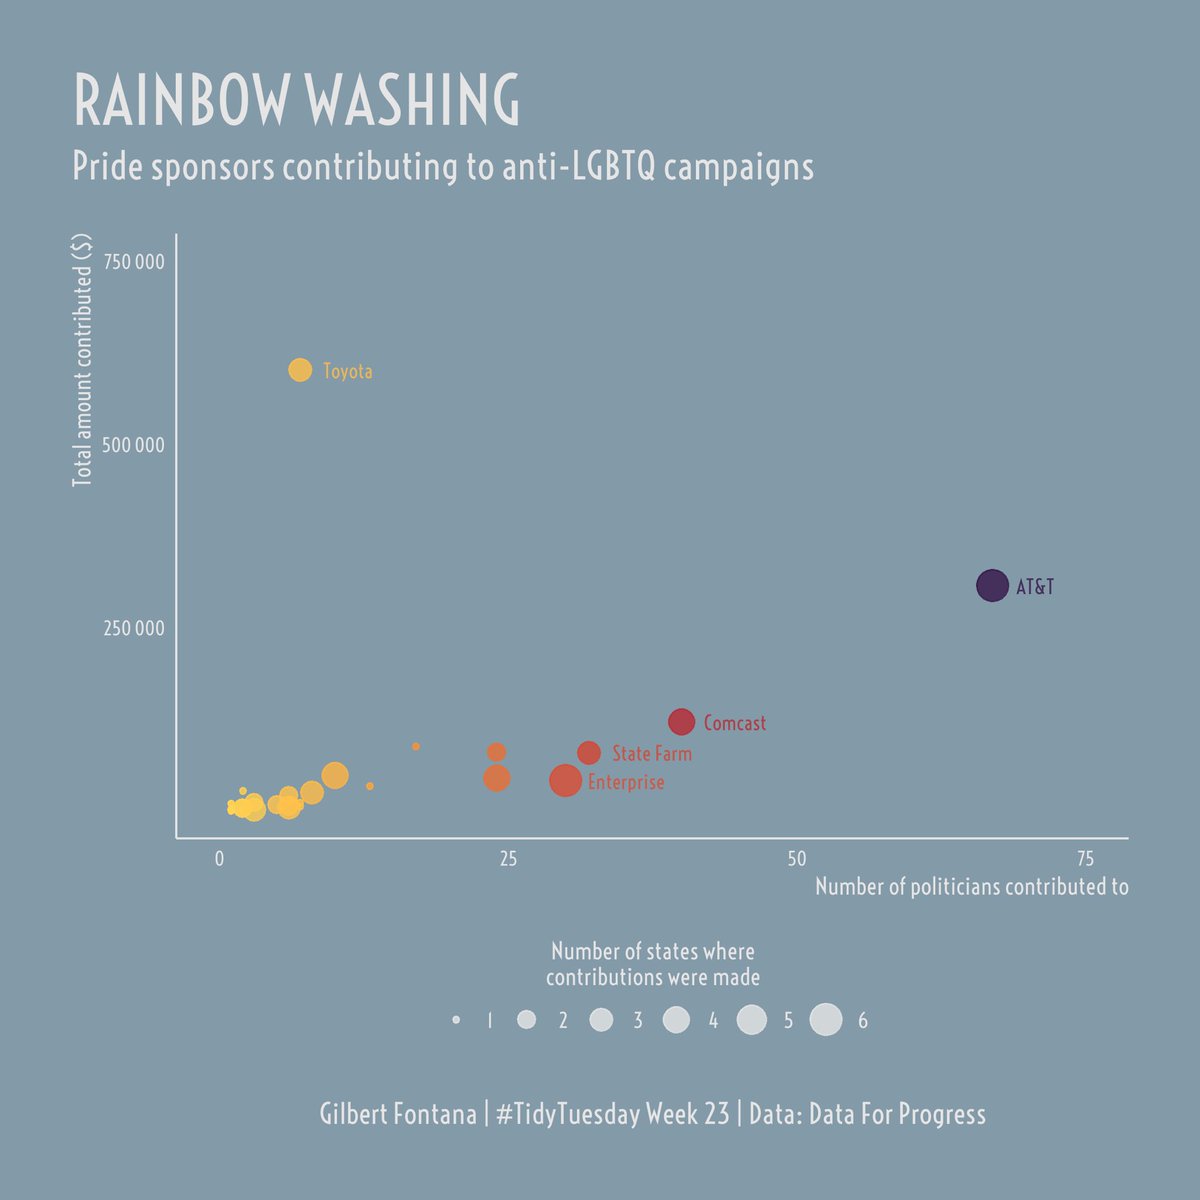 RAINBOW WASHING
Pride sponsors contributing to anti-LGBTQ campaigns
Total amount contributed ($)
750 000
500 000
250 000
Toyota
AT&T
Comcast
State Farm
Enterprise
0
25
50
75
Number of politicians contributed to
Number of states where
contributions were made
1
2
3
4
5
6
Gilbert Fontana | #TidyTuesday Week 23 | Data: Data For Progress